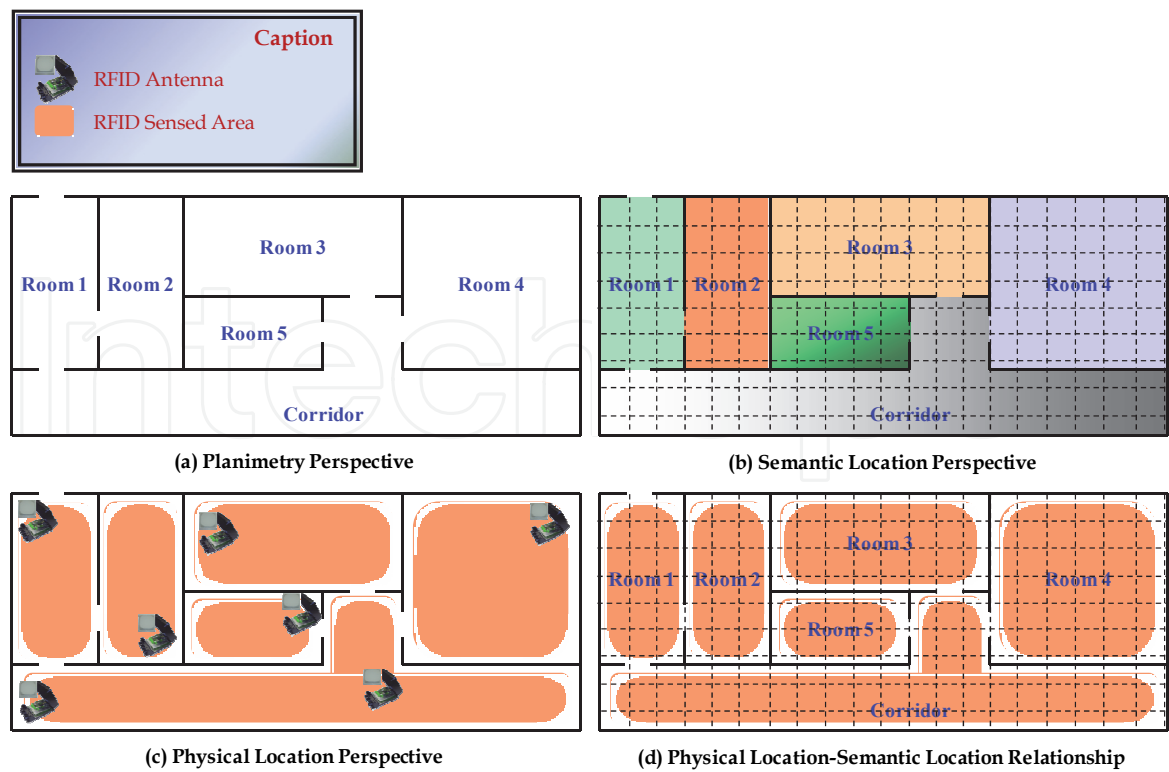 Caption
RFID Antenna
RFID Sensed Area
Room 1
Room 2
Room 3
Room 4
Room 5
Corridor
(a) Planimetry Perspective
Room 1
Room 2
Room 3
Room 4
Room 5
Corridor
(b) Semantic Location Perspective
(c) Physical Location Perspective
Room 1
Room 2
Room 3
Room 4
Room 5
Corridor
(d) Physical Location-Semantic Location Relationship